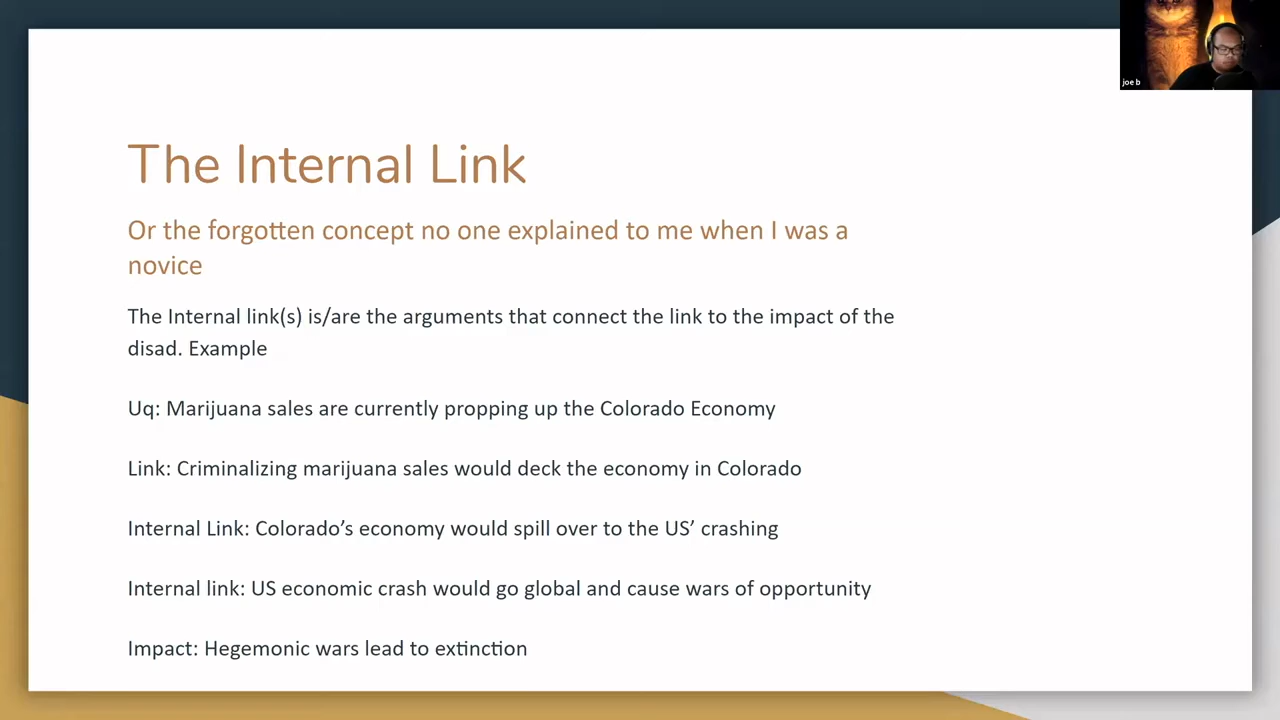 joe b
The Internal Link
Or the forgotten concept no one explained to me when I was a
novice
The Internal link(s) is/are the arguments that connect the link to the impact of the
disad. Example
Uq: Marijuana sales are currently propping up the Colorado Economy
Link: Criminalizing marijuana sales would deck the economy in Colorado
Internal Link: Colorado’s economy would spill over to the US’ crashing
Internal link: US economic crash would go global and cause wars of opportunity
Impact: Hegemonic wars lead to extinction